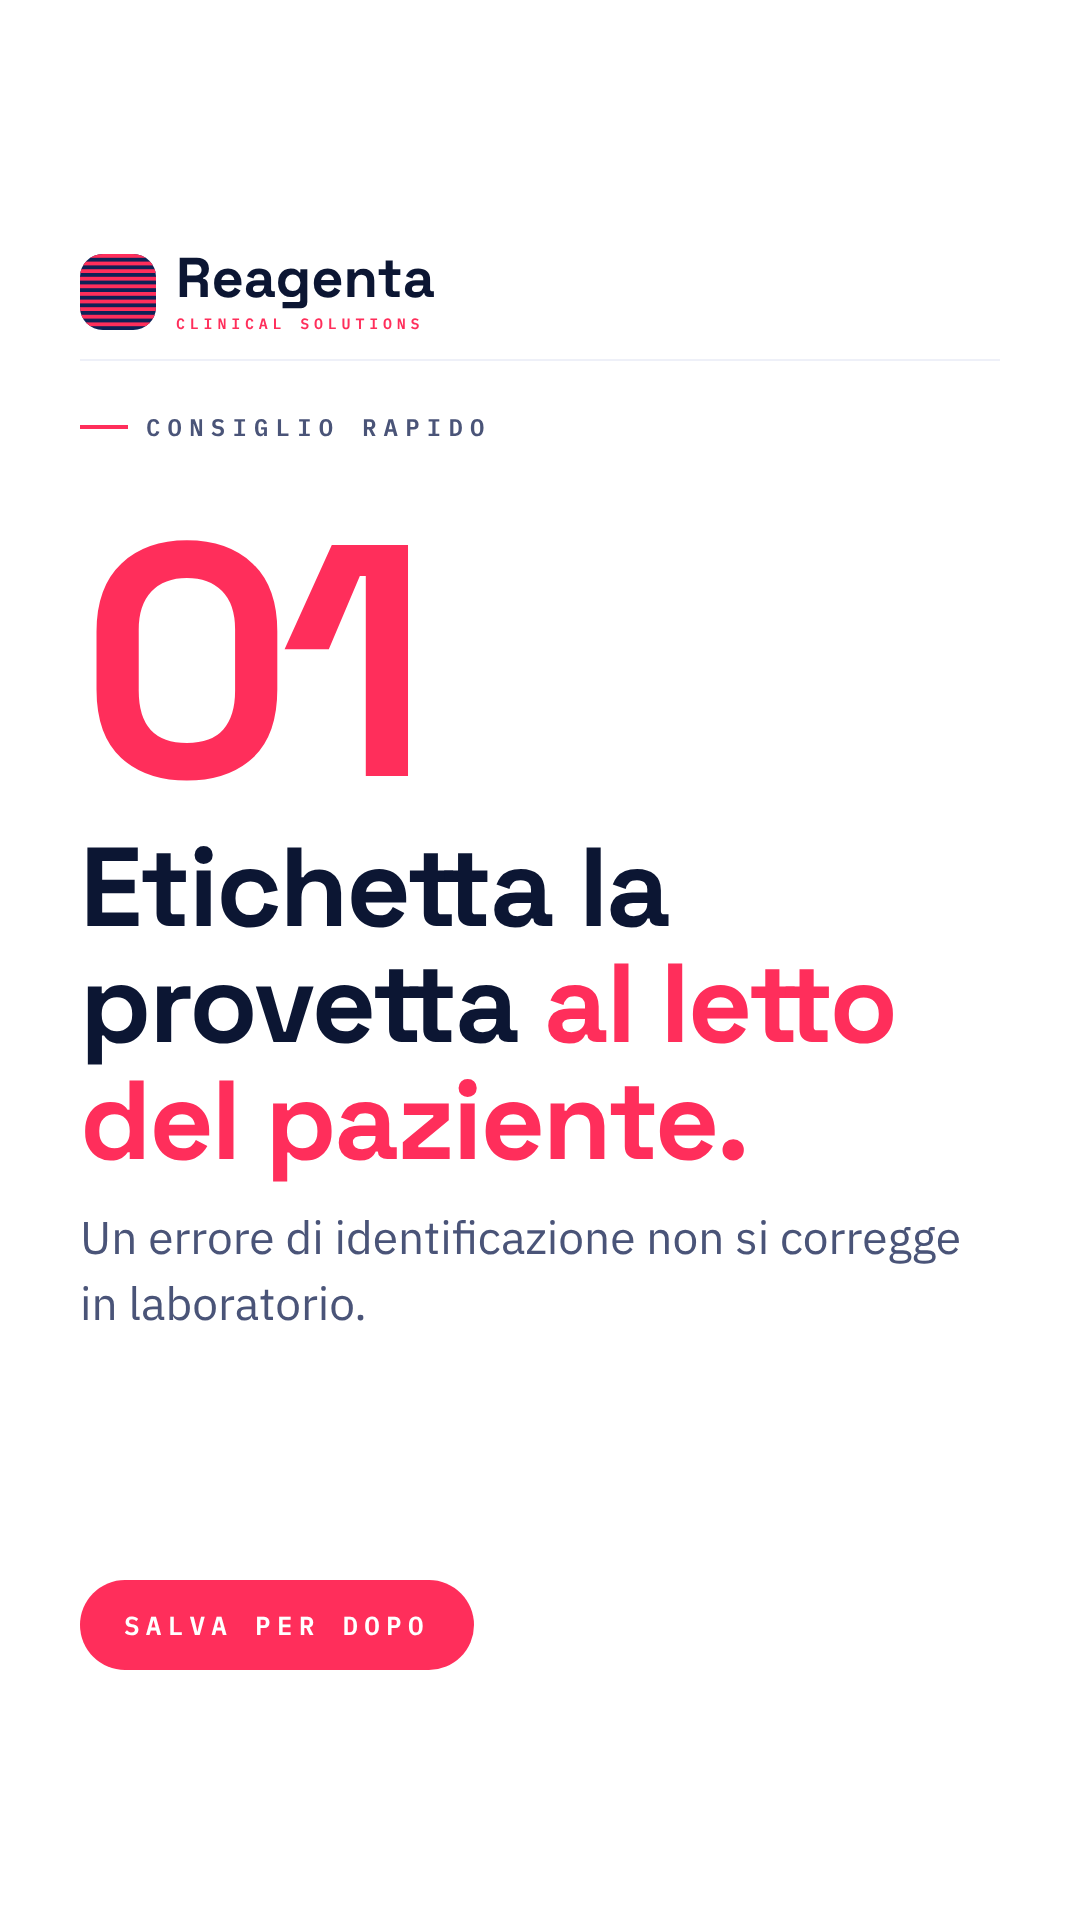 Reagenta
CLINICAL SOLUTIONS
CONSIGLIO RAPIDO
01
Etichetta la
provetta al letto
del paziente.
Un errore di identificazione non si corregge
in laboratorio.
SALVA PER DOPO